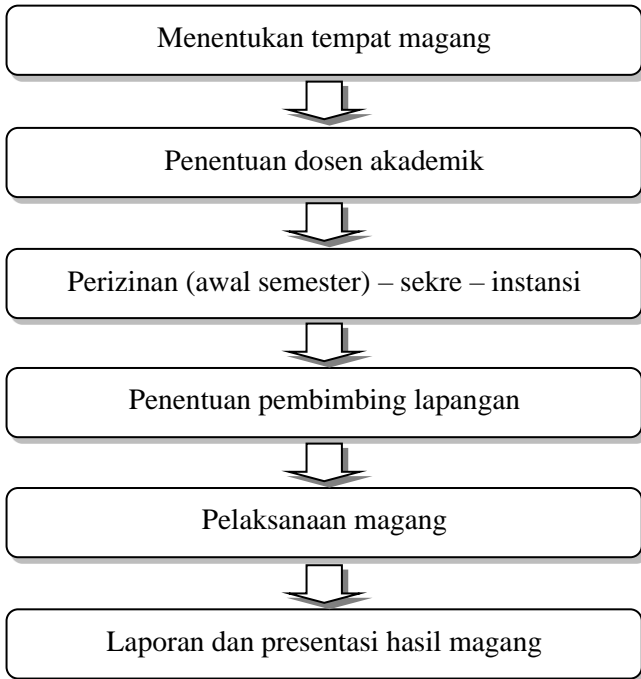 Menentukan tempat magang
Penentuan dosen akademik
Perizinan (awal semester) – sekre – instansi
Penentuan pembimbing lapangan
Pelaksanaan magang
Laporan dan presentasi hasil magang